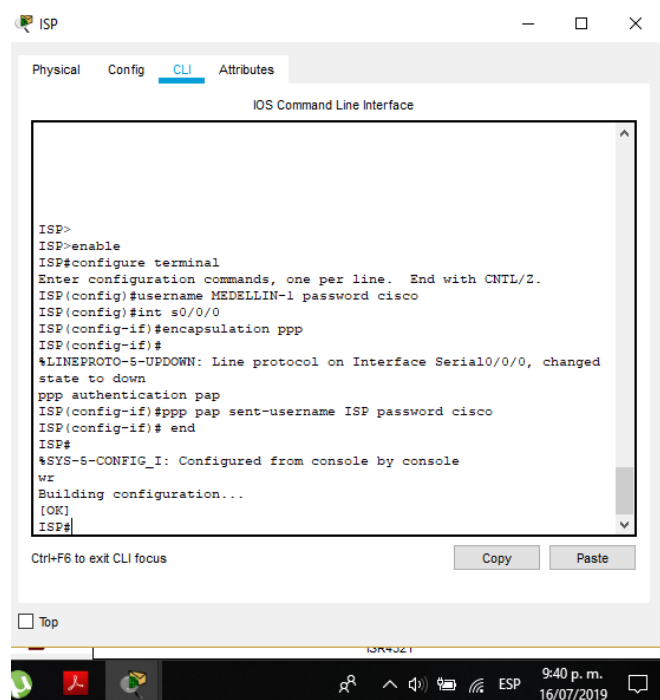 ISP
Physical Config CLI Attributes
IOS Command Line Interface
ISP>
ISP>enable
ISP#configure terminal
Enter configuration commands, one per line. End with CNTL/Z.
ISP(config)#username MEDELLIN-1 password cisco
ISP(config)#int s0/0/0
ISP(config-if)#encapsulation ppp
ISP(config-if)#
%LINEPROTO-5-UPDOWN: Line protocol on Interface Serial0/0/0, changed
state to down
ppp authentication pap
ISP(config-if)#ppp pap sent-username ISP password cisco
ISP(config-if)# end
ISP#
%SYS-5-CONFIG_I: Configured from console by console
wr
Building configuration...
[OK]
ISP#
Ctrl+F6 to exit CLI focus Copy Paste
Top
ISR4321
ESP 9:40 p. m.
16/07/2019